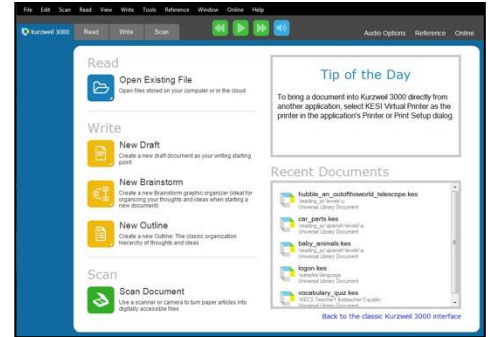 File Edit Scan Read View Write Tools Reference Window Online Help
kurzweil 3000 Read Write Scan Audio Options Reference Online
Read
Open Existing File
Open files stored on your computer or in the cloud
Write
New Draft
Create a new draft document as your writing starting
point
New Brainstorm
Create a new Brainstorm graphic organizer (ideal for
organizing your thoughts and ideas when starting a
new document)
New Outline
Create a new Outline. The classic organization
hierarchy of thoughts and ideas
Scan
Scan Document
Use a scanner or camera to turn paper articles into
digitally accessible files
Tip of the Day
To bring a document into Kurzweil 3000 directly from
another application, select KESI Virtual Printer as the
printer in the application's Printer or Print Setup dialog.
Recent Documents
hubble_an_outofthisworld_telescope.kes
Universal Library Document
car_parts.kes
Universal Library Document
baby_animals.kes
Universal Library Document
logon.kes
Universal Library Document
vocabulary_quiz.kes
Universal Library Document
Back to the classic Kurzweil 3000 interface